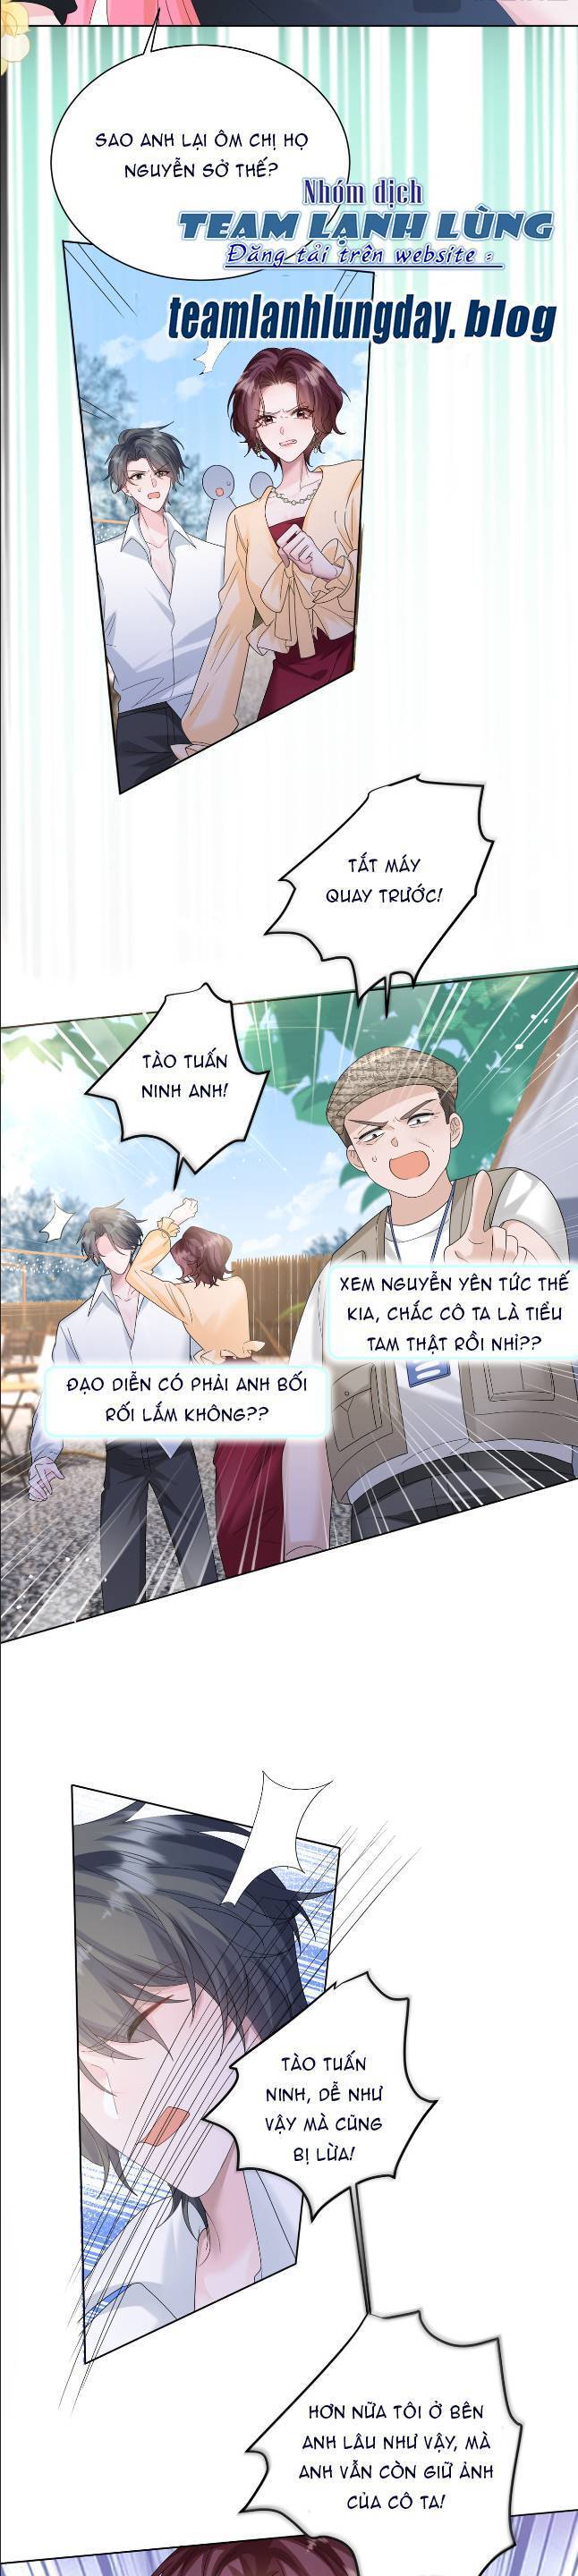 SAO ANH LẠI ÔM CHỊ HỌ
NGUYỄN SỞ THẾ?
Nhóm dịch
TEAM LẠNH LÙNG
Đăng tải trên website :
teamlanhlungday.blog
TẮT MÁY
QUAY TRƯỚC!
TÀO TUẤN
NINH ANH!
XEM NGUYỄN YÊN TỨC THẾ
KIA, CHẮC CÔ TA LÀ TIỂU
TAM THẬT RỒI NHỈ??
ĐẠO DIỄN CÓ PHẢI ANH BỐI
RỐI LẮM KHÔNG??
TÀO TUẤN
NINH, DỄ NHƯ
VẬY MÀ CŨNG
BỊ LỪA!
HƠN NỮA TÔI Ở BÊN
ANH LÂU NHƯ VẬY, MÀ
ANH VẪN CÒN GIỮ ẢNH
CỦA CÔ TA!